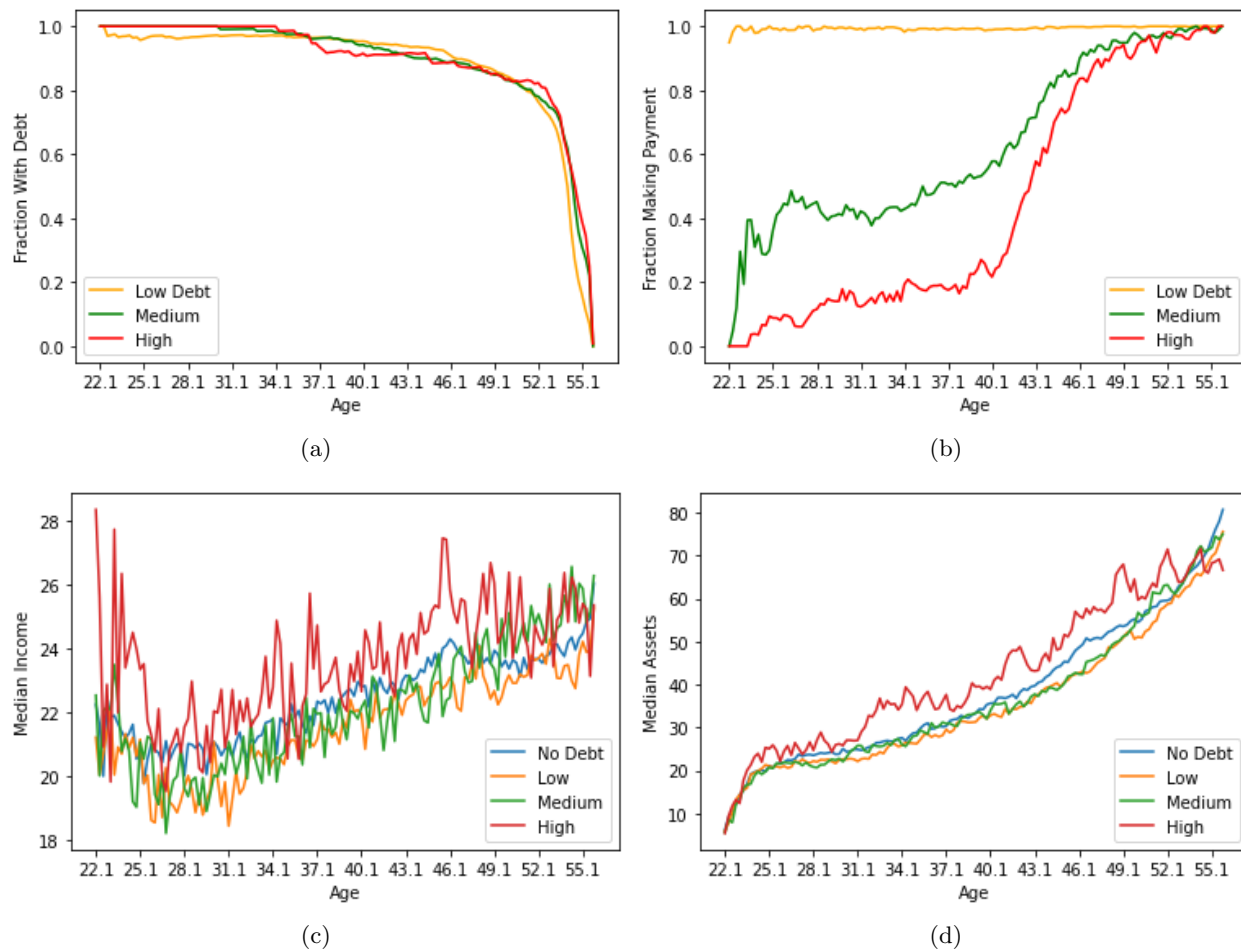 Fraction With Debt
1.0
0.8
0.6
0.4
0.2
0.0
Low Debt
Medium
High
22.1 25.1 28.1 31.1 34.1 37.1 40.1 43.1 46.1 49.1 52.1 55.1
Age
(a)
Fraction Making Payment
1.0
0.8
0.6
0.4
0.2
0.0
Low Debt
Medium
High
22.1 25.1 28.1 31.1 34.1 37.1 40.1 43.1 46.1 49.1 52.1 55.1
Age
(b)
Median Income
28
26
24
22
20
18
No Debt
Low
Medium
High
22.1 25.1 28.1 31.1 34.1 37.1 40.1 43.1 46.1 49.1 52.1 55.1
Age
(c)
Median Assets
80
70
60
50
40
30
20
10
No Debt
Low
Medium
High
22.1 25.1 28.1 31.1 34.1 37.1 40.1 43.1 46.1 49.1 52.1 55.1
Age
(d)